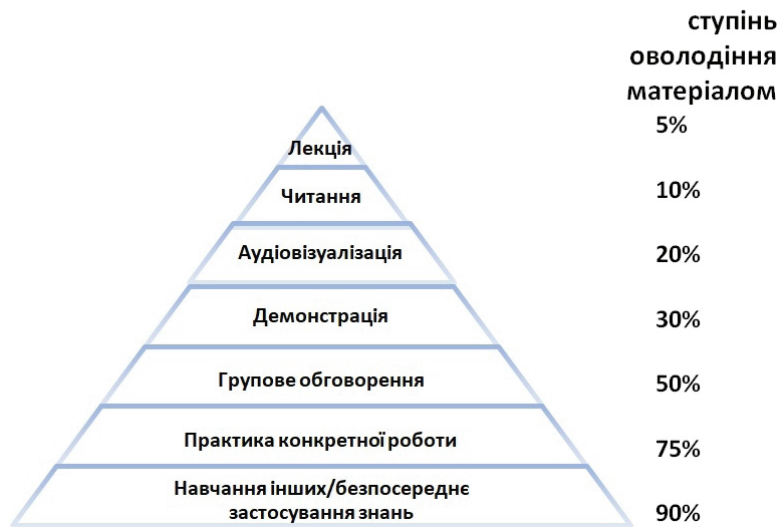 ступінь
оволодіння
матеріалом
5%
Лекція
Читання
10%
Аудіовізуалізація
20%
Демонстрація
30%
Групове обговорення
50%
Практика конкретної роботи
75%
Навчання інших/безпосереднє
застосування знань
90%